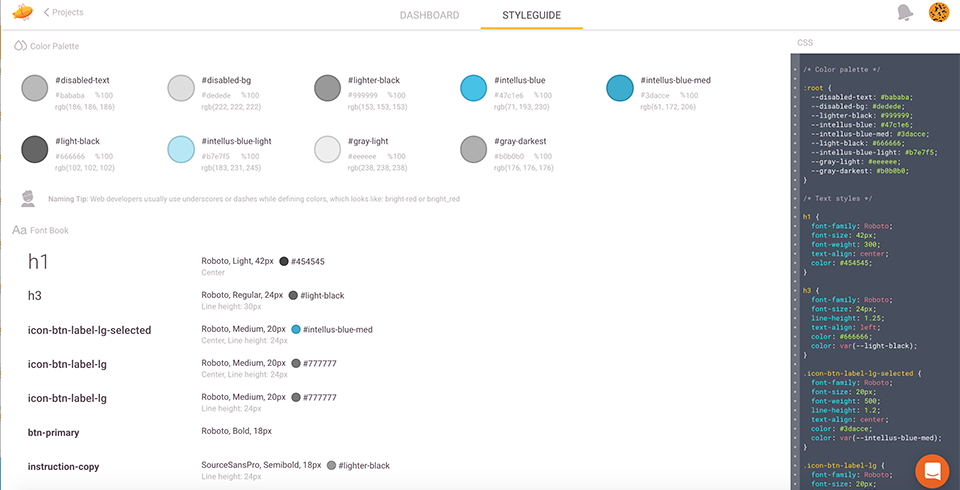 Projects
DASHBOARD
STYLEGUIDE
Color Palette
CSS
#disabled-text
#bababa %100
rgb(186, 186, 186)
#disabled-bg
#dedede %100
rgb(222, 222, 222)
#lighter-black
#999999 %100
rgb(153, 153, 153)
#intellus-blue
#47c1e6 %100
rgb(71, 193, 230)
#intellus-blue-med
#3dacce %100
rgb(61, 172, 206)
#light-black
#666666 %100
rgb(102, 102, 102)
#intellus-blue-light
#b7e7f5 %100
rgb(183, 231, 245)
#gray-light
#eeeeee %100
rgb(238, 238, 238)
#gray-darkest
#b0b0b0 %100
rgb(176, 176, 176)
Naming Tip: Web developers usually use underscores or dashes while defining colors, which looks like: bright-red or bright_red
Aa Font Book
h1
Roboto, Light, 42px #454545
Center
h3
Roboto, Regular, 24px #light-black
Line height: 30px
icon-btn-label-lg-selected
Roboto, Medium, 20px #intellus-blue-med
Center, Line height: 24px
icon-btn-label-lg
Roboto, Medium, 20px #777777
Center, Line height: 24px
icon-btn-label-lg
Roboto, Medium, 20px #777777
Line height: 24px
btn-primary
Roboto, Bold, 18px
instruction-copy
SourceSansPro, Semibold, 18px #lighter-black
Line height: 24px
/* Color palette */
:root {
--disabled-text: #bababa;
--disabled-bg: #dedede;
--lighter-black: #999999;
--intellus-blue: #47c1e6;
--intellus-blue-med: #3dacce;
--light-black: #666666;
--intellus-blue-light: #b7e7f5;
--gray-light: #eeeeee;
--gray-darkest: #b0b0b0;
}
/* Text styles */
h1 {
font-family: Roboto;
font-size: 42px;
font-weight: 300;
text-align: center;
color: #454545;
}
h3 {
font-family: Roboto;
font-size: 24px;
line-height: 1.25;
text-align: left;
color: #666666;
color: var(--light-black);
}
.icon-btn-label-lg-selected {
font-family: Roboto;
font-size: 20px;
font-weight: 500;
line-height: 1.2;
text-align: center;
color: #3dacce;
color: var(--intellus-blue-med);
}
.icon-btn-label-lg {
font-family: Roboto;
font-size: 20px;